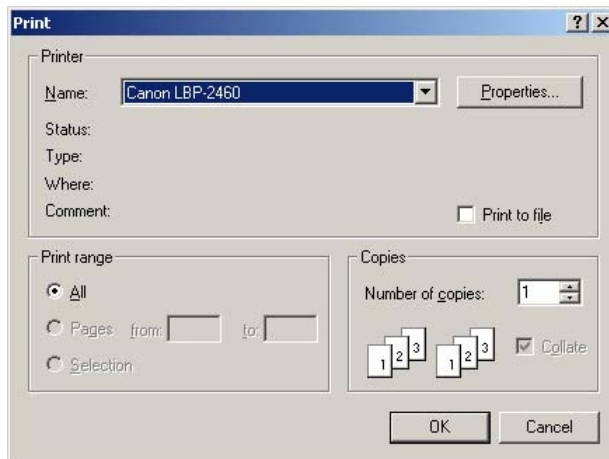 Print
Printer
Name: Canon LBP-2460 Properties...
Status:
Type:
Where:
Comment: Print to file
Print range
All
Pages from: to:
Selection
Copies
Number of copies: 1
1 2 3 1 2 3 Collate
OK Cancel